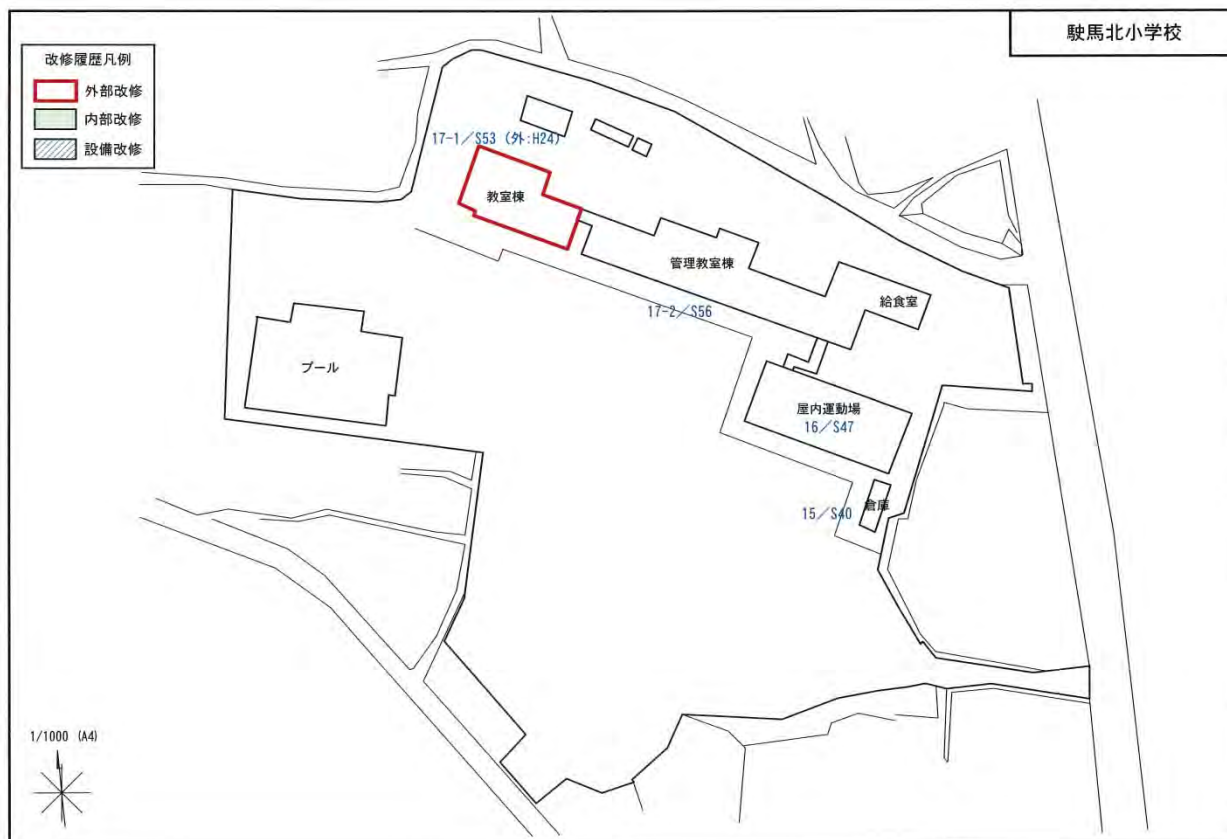 駛馬北小学校
改修履歴凡例
外部改修
内部改修
設備改修
17-1／S53 (外:H24)
教室棟
管理教室棟
給食室
17-2／S56
プール
屋内運動場
16／S47
15／S40
倉庫
1/1000 (A4)